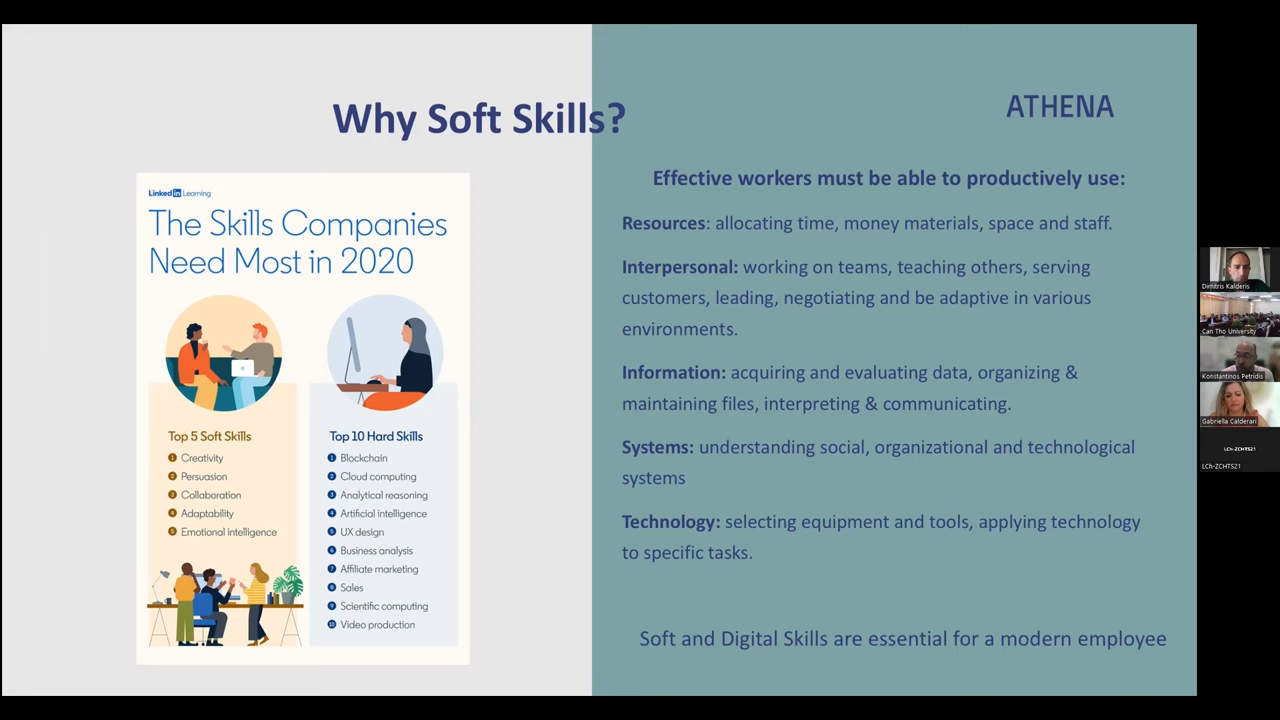 Why Soft Skills?
ATHENA
LinkedIn Learning
The Skills Companies
Need Most in 2020
Top 5 Soft Skills
1 Creativity
2 Persuasion
3 Collaboration
4 Adaptability
5 Emotional intelligence
Top 10 Hard Skills
1 Blockchain
2 Cloud computing
3 Analytical reasoning
4 Artificial intelligence
5 UX design
6 Business analysis
7 Affiliate marketing
8 Sales
9 Scientific computing
10 Video production
Effective workers must be able to productively use:
Resources: allocating time, money materials, space and staff.
Interpersonal: working on teams, teaching others, serving
customers, leading, negotiating and be adaptive in various
environments.
Information: acquiring and evaluating data, organizing &
maintaining files, interpreting & communicating.
Systems: understanding social, organizational and technological
systems
Technology: selecting equipment and tools, applying technology
to specific tasks.
Soft and Digital Skills are essential for a modern employee
Dimitris Kalderis
Can Tho University
Konstantinos Petridis
Gabriella Calderari
LCh-ZCHTS21
LCh-ZCHTS21